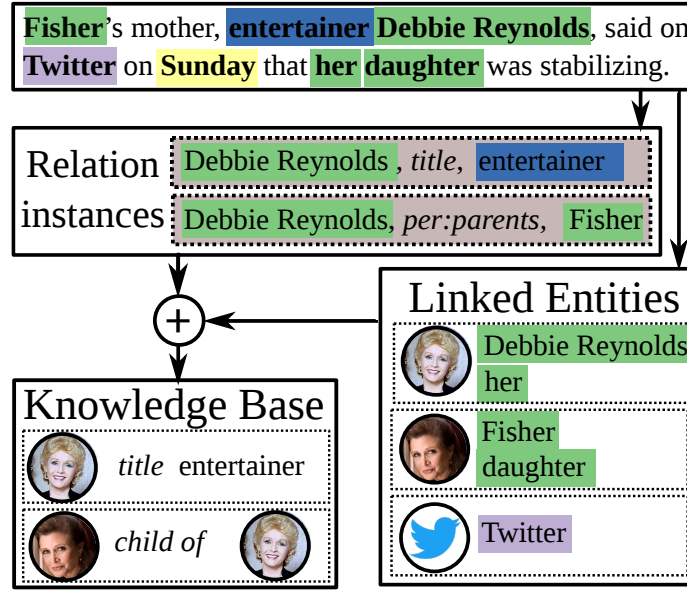 Fisher's mother, entertainer Debbie Reynolds, said on
Twitter on Sunday that her daughter was stabilizing.
Relation
instances
Debbie Reynolds, title, entertainer
Debbie Reynolds, per:parents, Fisher
+
Linked Entities
Debbie Reynolds
her
Fisher
daughter
Twitter
Knowledge Base
title entertainer
child of